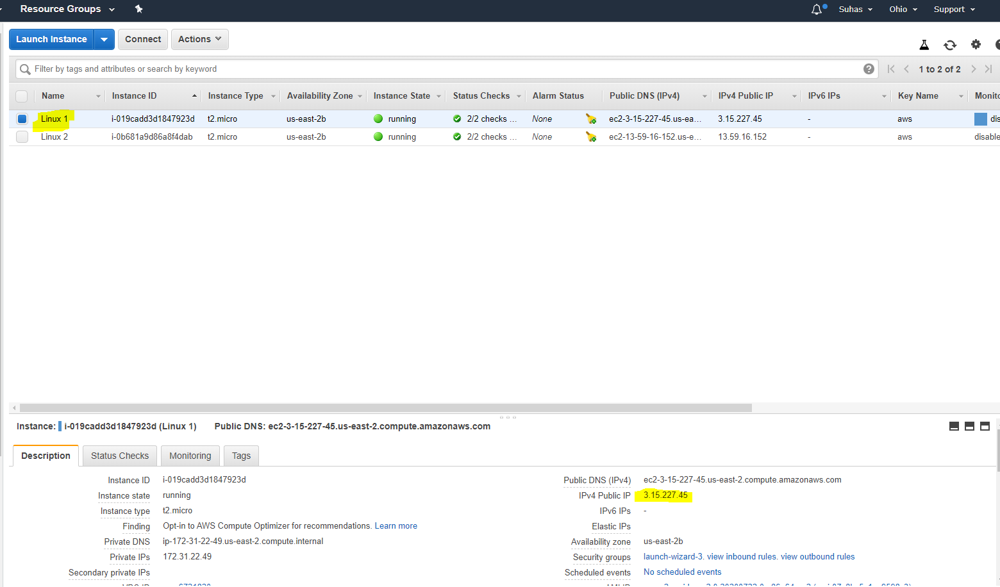 Resource Groups Suhas Ohio Support
Launch Instance Connect Actions
Filter by tags and attributes or search by keyword 1 to 2 of 2
Name Instance ID Instance Type Availability Zone Instance State Status Checks Alarm Status Public DNS (IPv4) IPv4 Public IP IPv6 IPs Key Name Monito
Linux 1 i-019cadd3d1847923d t2.micro us-east-2b running 2/2 checks ... None ec2-3-15-227-45.us-ea... 3.15.227.45 - aws dis
Linux 2 i-0b681a9d86a8f4dab t2.micro us-east-2b running 2/2 checks ... None ec2-13-59-16-152.us-e... 13.59.16.152 - aws disable
Instance: i-019cadd3d1847923d (Linux 1) Public DNS: ec2-3-15-227-45.us-east-2.compute.amazonaws.com
Description Status Checks Monitoring Tags
Instance ID i-019cadd3d1847923d Public DNS (IPv4) ec2-3-15-227-45.us-east-2.compute.amazonaws.com
Instance state running IPv4 Public IP 3.15.227.45
Instance type t2.micro IPv6 IPs -
Finding Opt-in to AWS Compute Optimizer for recommendations. Learn more Elastic IPs
Private DNS ip-172-31-22-49.us-east-2.compute.internal Availability zone us-east-2b
Private IPs 172.31.22.49 Security groups launch-wizard-3. view inbound rules. view outbound rules
Secondary private IPs Scheduled events No scheduled events